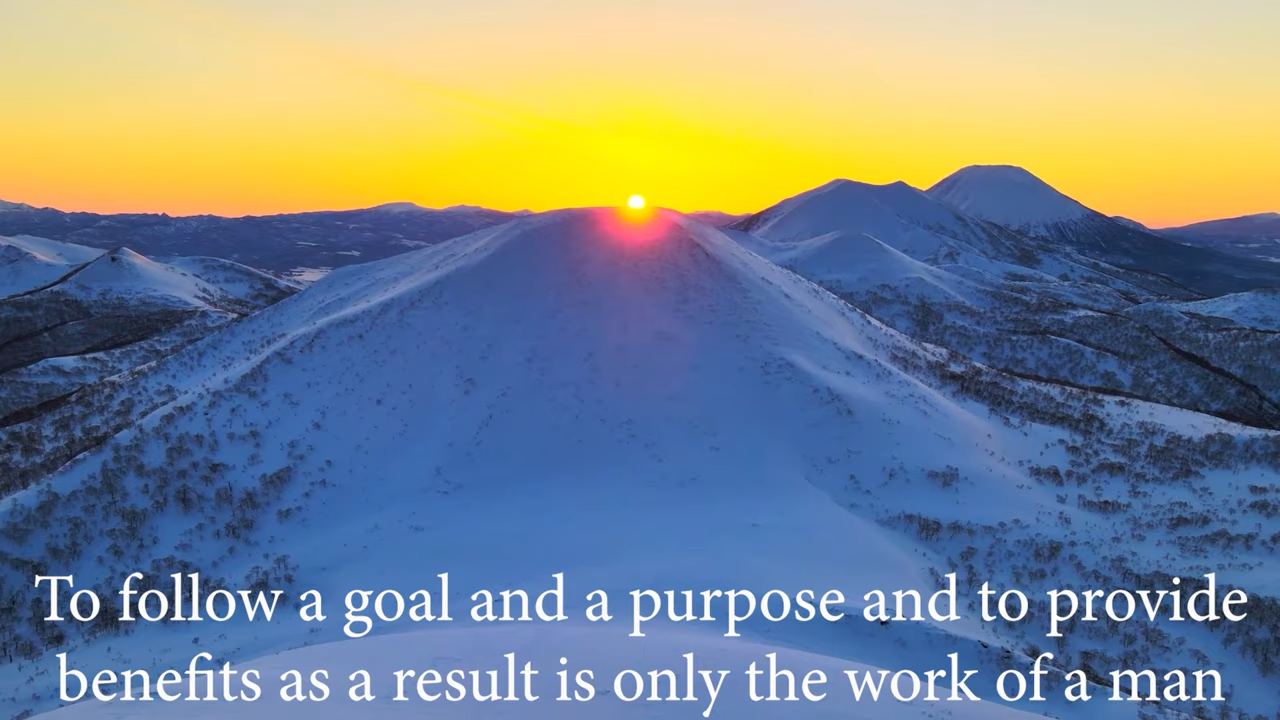 To follow a goal and a purpose and to provide
benefits as a result is only the work of a man